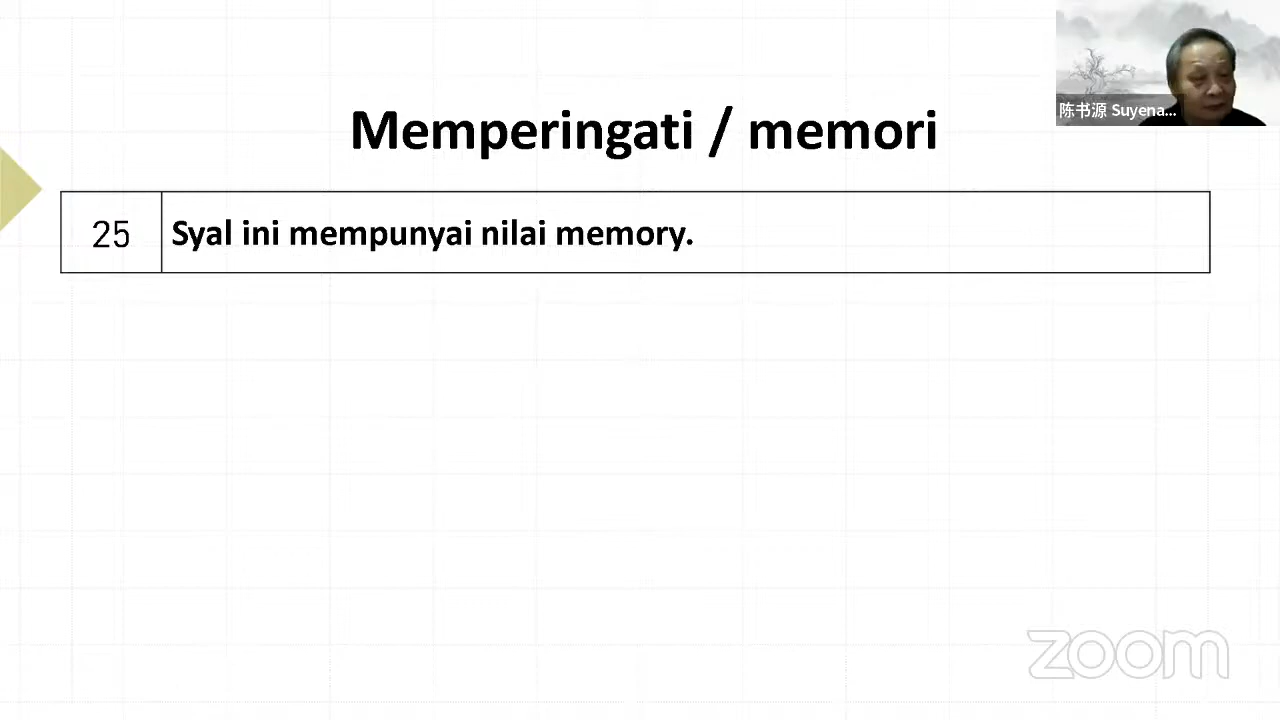 陈书源 Suyena...
Memperingati / memori
25 Syal ini mempunyai nilai memory.
zoom